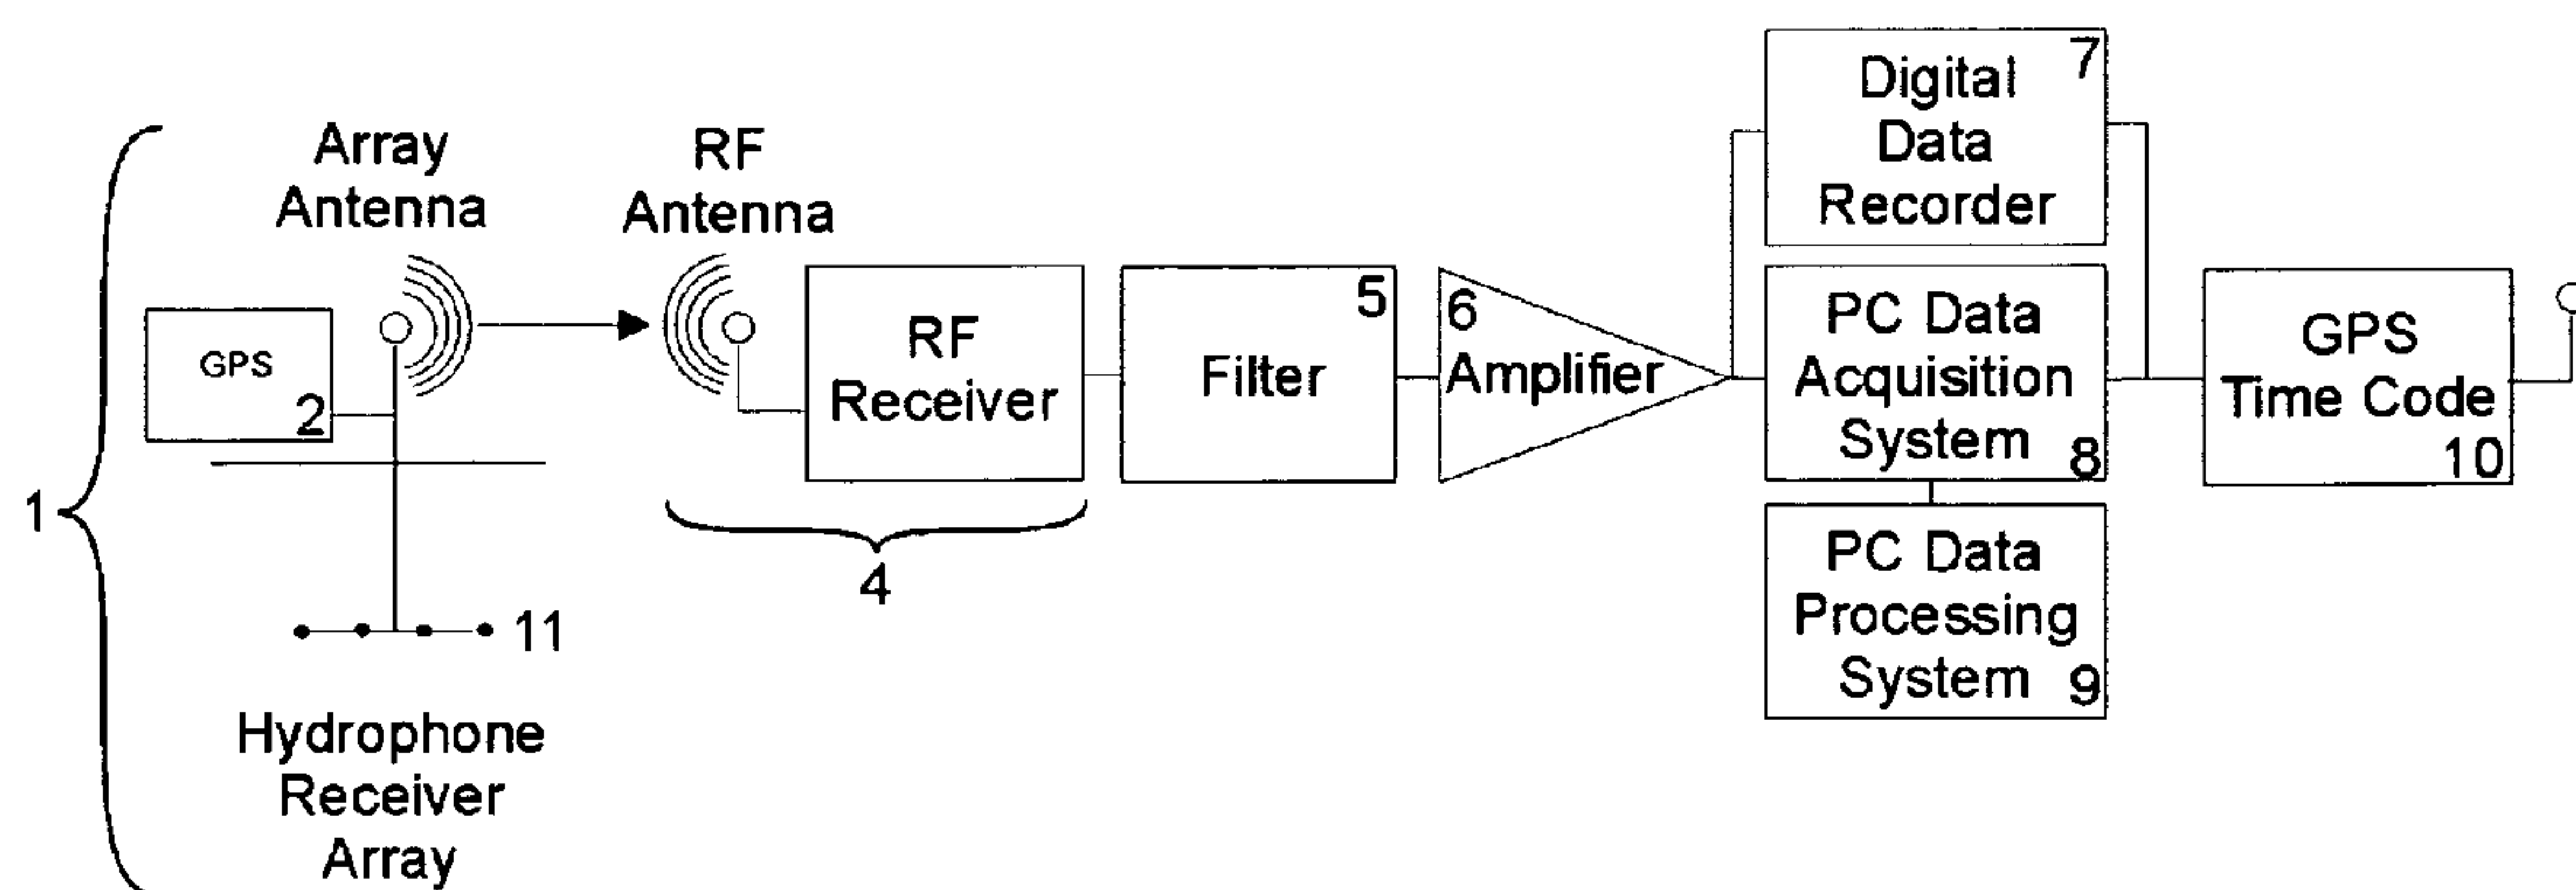 1
Array
Antenna
GPS
2
11
Hydrophone
Receiver
Array
RF
Antenna
RF
Receiver
4
5
Filter
6
Amplifier
7
Digital
Data
Recorder
PC Data
Acquisition
System
8
PC Data
Processing
System
9
GPS
Time Code
10